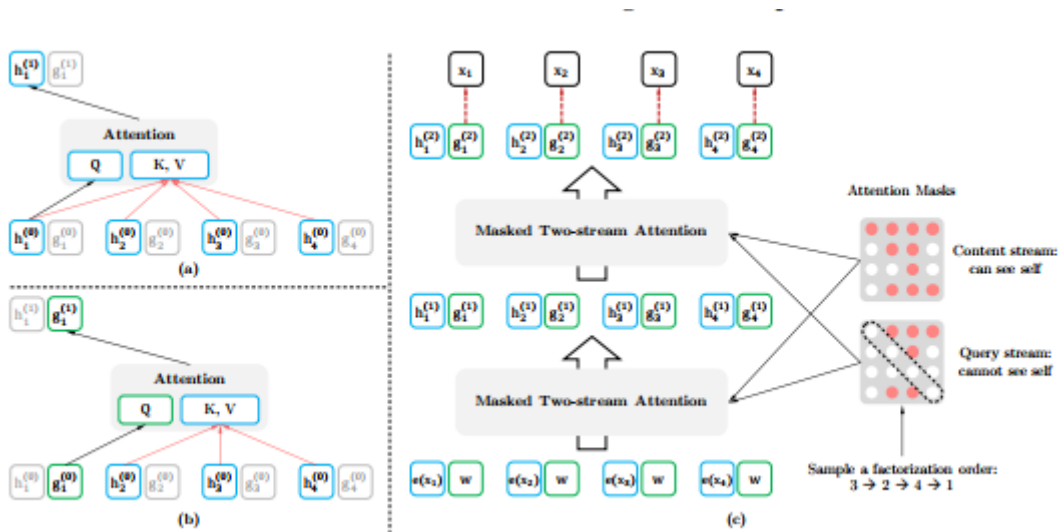 h₁⁽¹⁾ g₁⁽¹⁾
Attention
Q K, V
h₁⁽⁰⁾ g₁⁽⁰⁾ h₂⁽⁰⁾ g₂⁽⁰⁾ h₃⁽⁰⁾ g₃⁽⁰⁾ h₄⁽⁰⁾ g₄⁽⁰⁾
(a)
h₁⁽¹⁾ g₁⁽¹⁾
Attention
Q K, V
h₁⁽⁰⁾ g₁⁽⁰⁾ h₂⁽⁰⁾ g₂⁽⁰⁾ h₃⁽⁰⁾ g₃⁽⁰⁾ h₄⁽⁰⁾ g₄⁽⁰⁾
(b)
x₁ x₂ x₃ x₄
h₁⁽²⁾ g₁⁽²⁾ h₂⁽²⁾ g₂⁽²⁾ h₃⁽²⁾ g₃⁽²⁾ h₄⁽²⁾ g₄⁽²⁾
Masked Two-stream Attention
h₁⁽¹⁾ g₁⁽¹⁾ h₂⁽¹⁾ g₂⁽¹⁾ h₃⁽¹⁾ g₃⁽¹⁾ h₄⁽¹⁾ g₄⁽¹⁾
Masked Two-stream Attention
e(x₁) w e(x₂) w e(x₃) w e(x₄) w
(c)
Attention Masks
Content stream:
can see self
Query stream:
cannot see self
Sample a factorization order:
3 → 2 → 4 → 1